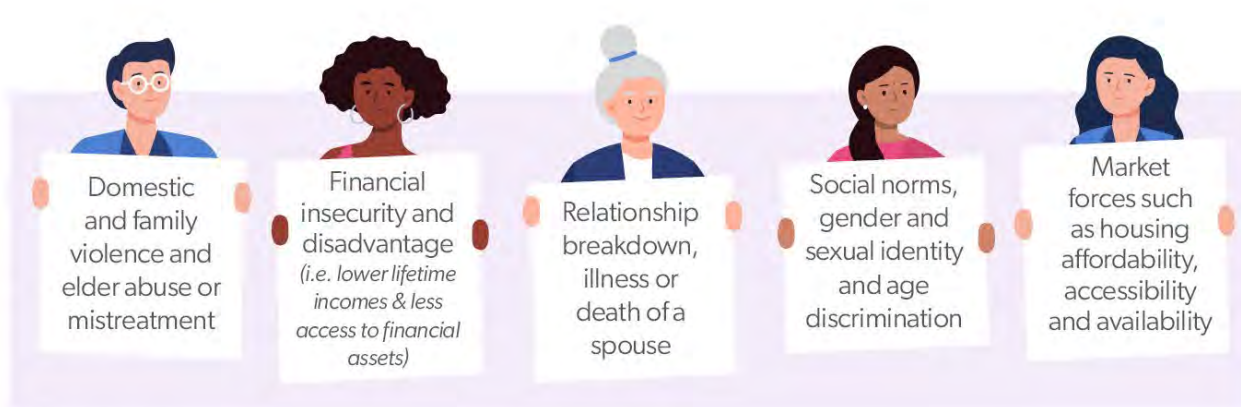 Domestic
and family
violence and
elder abuse or
mistreatment
Financial
insecurity and
disadvantage
(i.e. lower lifetime
incomes & less
access to financial
assets)
Relationship
breakdown,
illness or
death of a
spouse
Social norms,
gender and
sexual identity
and age
discrimination
Market
forces such
as housing
affordability,
accessibility
and availability